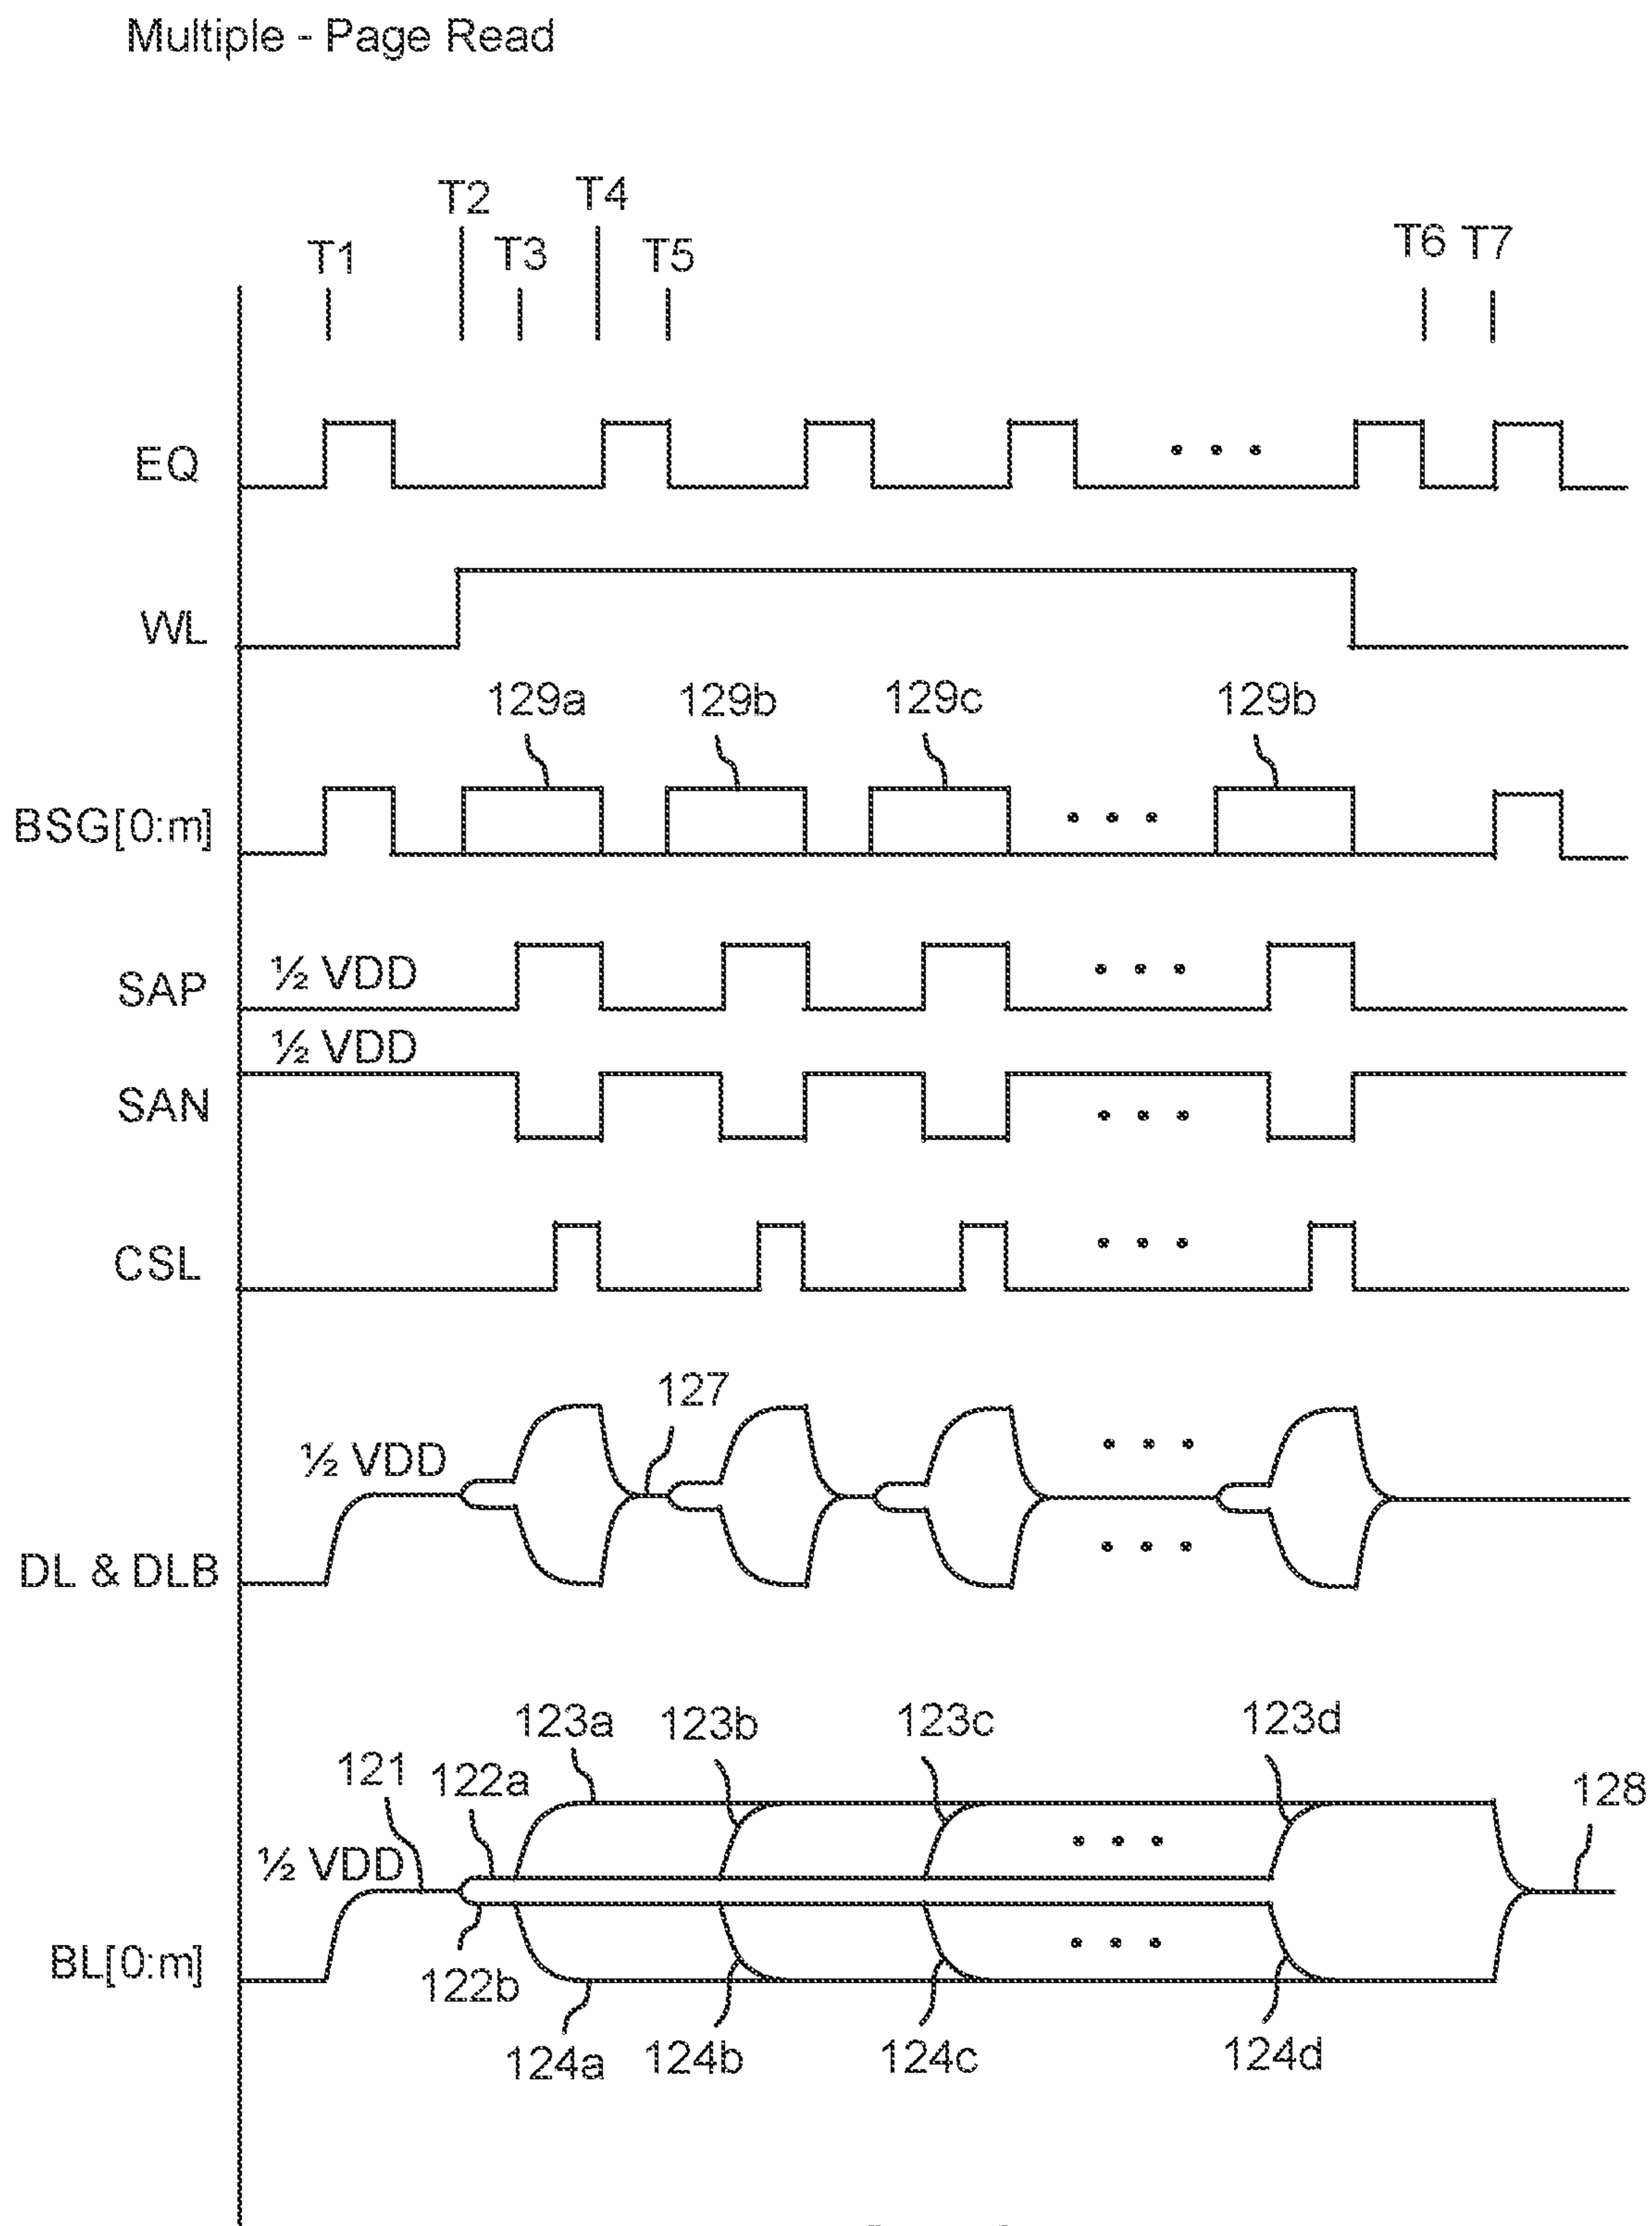 Multiple - Page Read
T1
T2
T3
T4
T5
T6
T7
EQ
WL
129a
129b
129c
129b
BSG[0:m]
½ VDD
SAP
½ VDD
SAN
CSL
127
½ VDD
DL & DLB
123a
123b
123c
123d
121
122a
128
½ VDD
BL[0:m]
122b
124a
124b
124c
124d